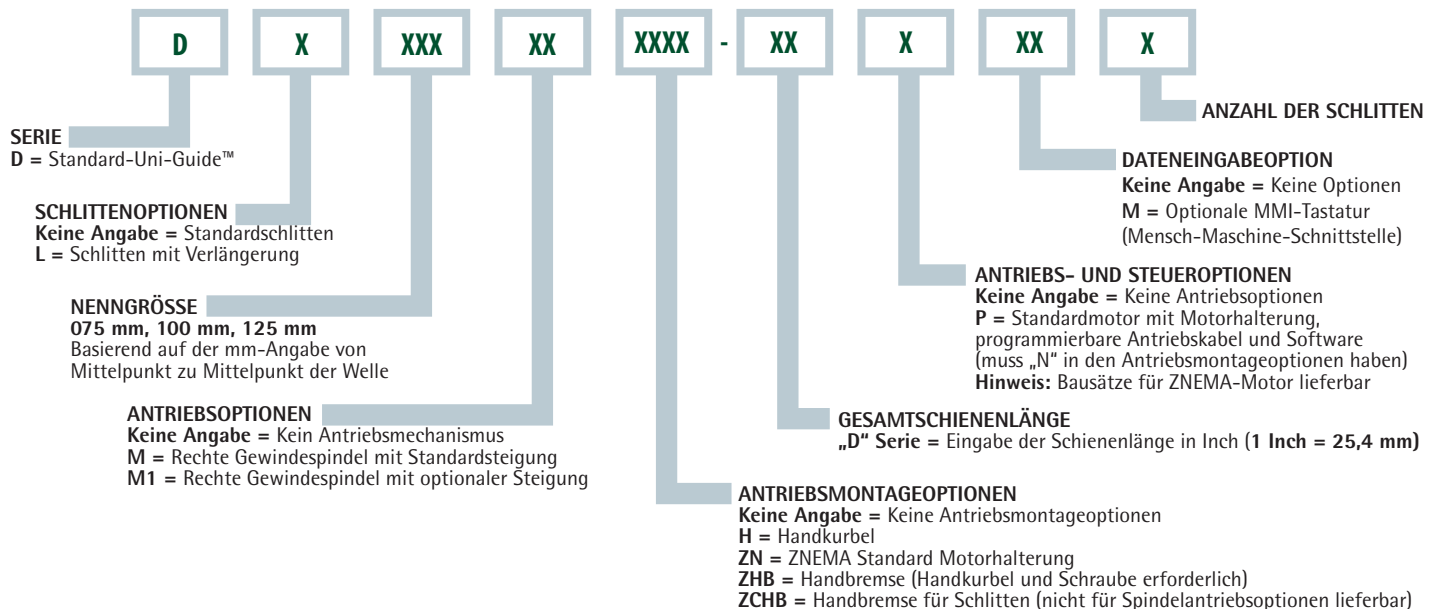 D X XXX XX XXXX - XX X XX X
SERIE
D = Standard-Uni-Guide™
SCHLITTENOPTIONEN
Keine Angabe = Standardschlitten
L = Schlitten mit Verlängerung
NENNGRÖSSE
075 mm, 100 mm, 125 mm
Basierend auf der mm-Angabe von
Mittelpunkt zu Mittelpunkt der Welle
ANTRIEBSOPTIONEN
Keine Angabe = Kein Antriebsmechanismus
M = Rechte Gewindespindel mit Standardsteigung
M1 = Rechte Gewindespindel mit optionaler Steigung
ANTRIEBSMONTAGEOPTIONEN
Keine Angabe = Keine Antriebsmontageoptionen
H = Handkurbel
ZN = ZNEMA Standard Motorhalterung
ZHB = Handbremse (Handkurbel und Schraube erforderlich)
ZCHB = Handbremse für Schlitten (nicht für Spindelantriebsoptionen lieferbar)
GESAMTSCHIENENLÄNGE
„D“ Serie = Eingabe der Schienenlänge in Inch (1 Inch = 25,4 mm)
ANTRIEBS- UND STEUEROPTIONEN
Keine Angabe = Keine Antriebsoptionen
P = Standardmotor mit Motorhalterung,
programmierbare Antriebskabel und Software
(muss „N“ in den Antriebsmontageoptionen haben)
Hinweis: Bausätze für ZNEMA-Motor lieferbar
DATENEINGABEOPTION
Keine Angabe = Keine Optionen
M = Optionale MMI-Tastatur
(Mensch-Maschine-Schnittstelle)
ANZAHL DER SCHLITTEN